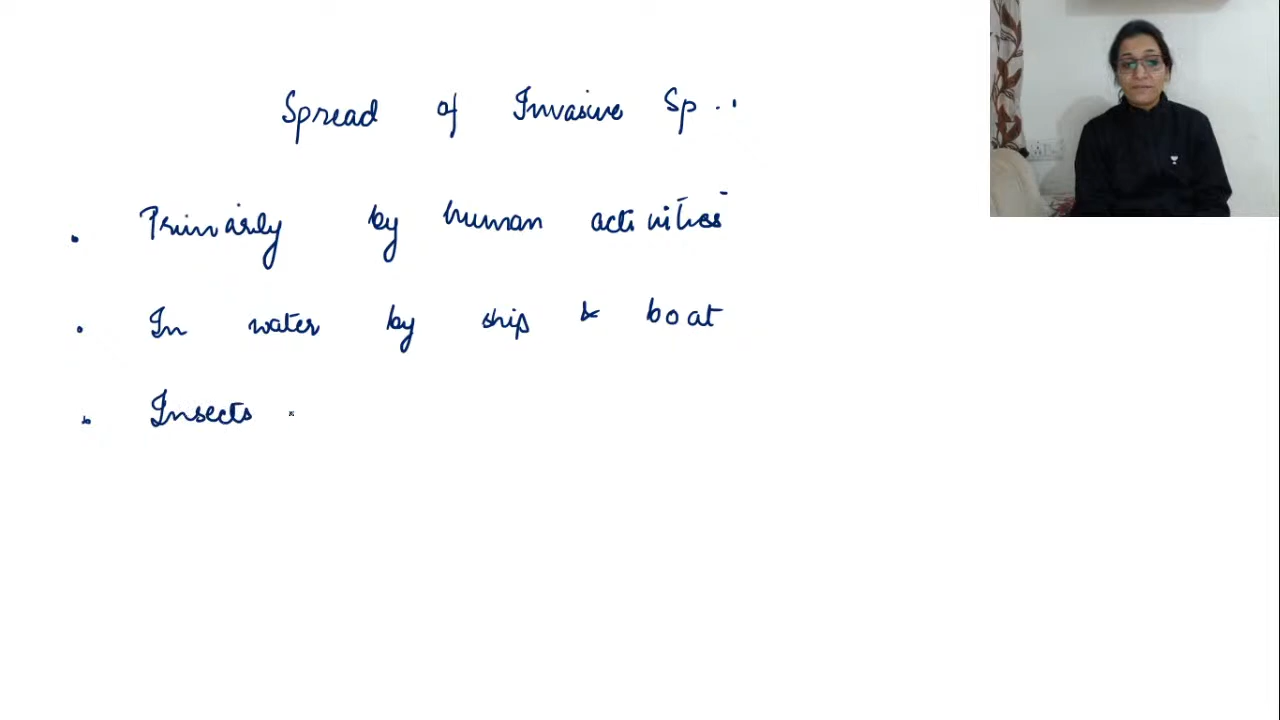 Spread of Invasive Sp..
. Primarily by human activities
. In water by ship & boat
. Insects